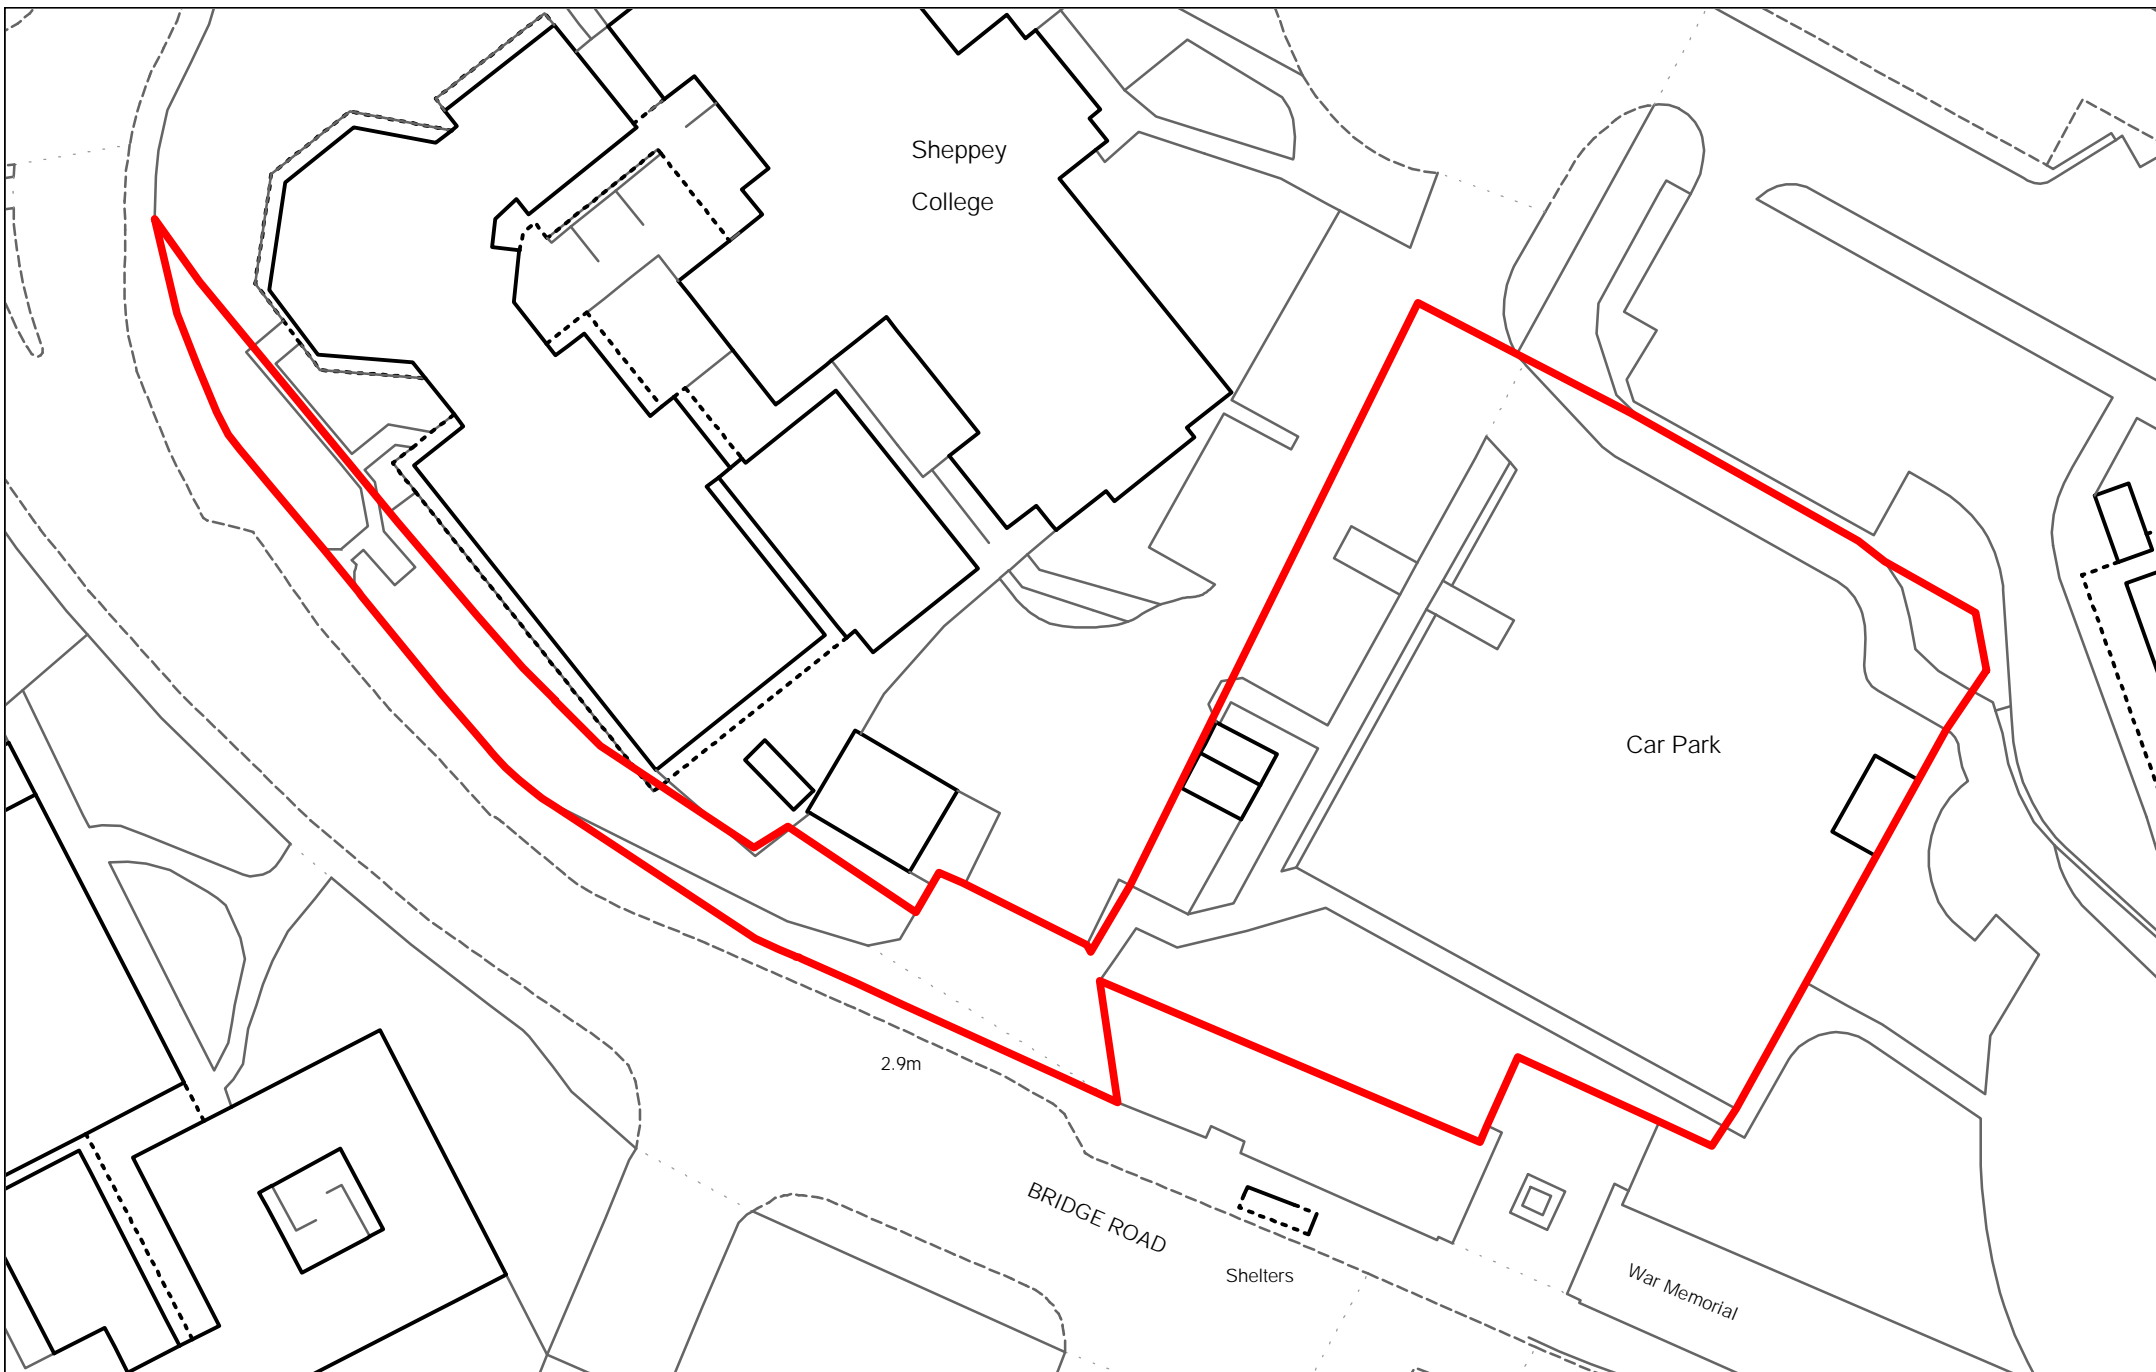 Sheppey
College
Car Park
2.9m
BRIDGE ROAD
Shelters
War Memorial